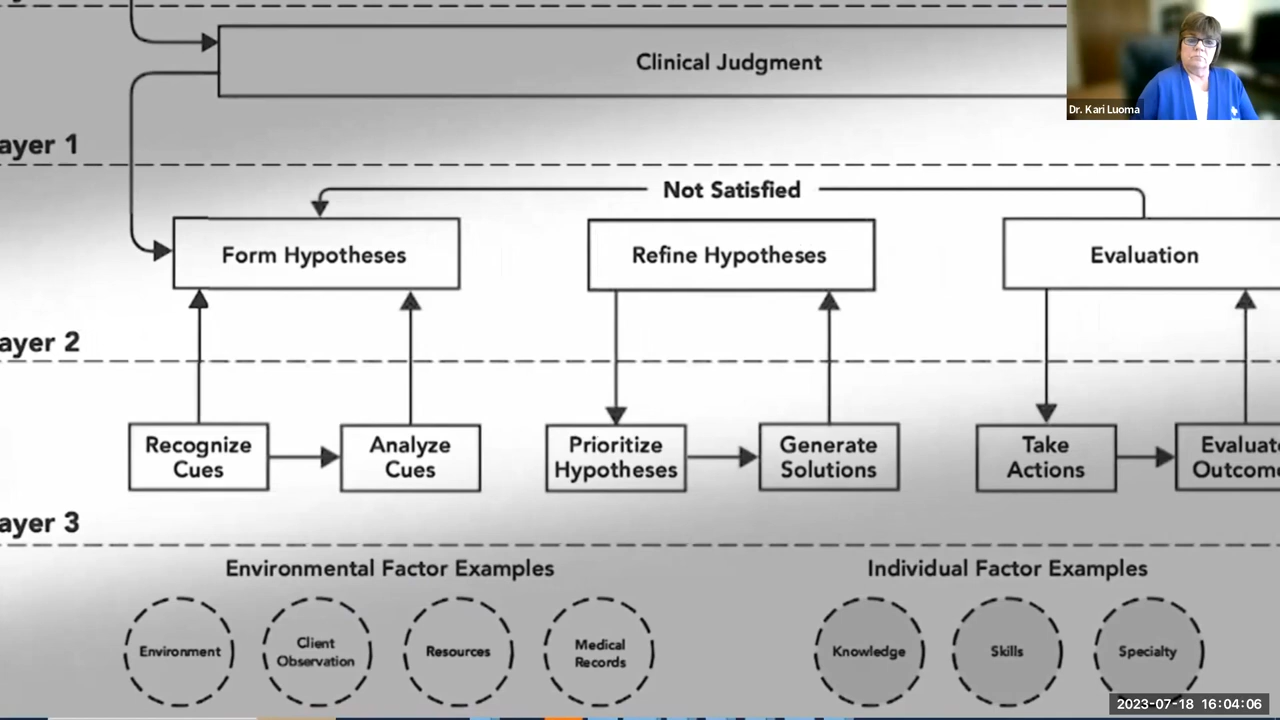 Clinical Judgment
Dr. Kari Luoma
ayer 1
Not Satisfied
Form Hypotheses
Refine Hypotheses
Evaluation
ayer 2
Recognize
Cues
Analyze
Cues
Prioritize
Hypotheses
Generate
Solutions
Take
Actions
Evaluat
Outcom
ayer 3
Environmental Factor Examples
Individual Factor Examples
Environment
Client
Observation
Resources
Medical
Records
Knowledge
Skills
Specialty
2023-07-18 16:04:06